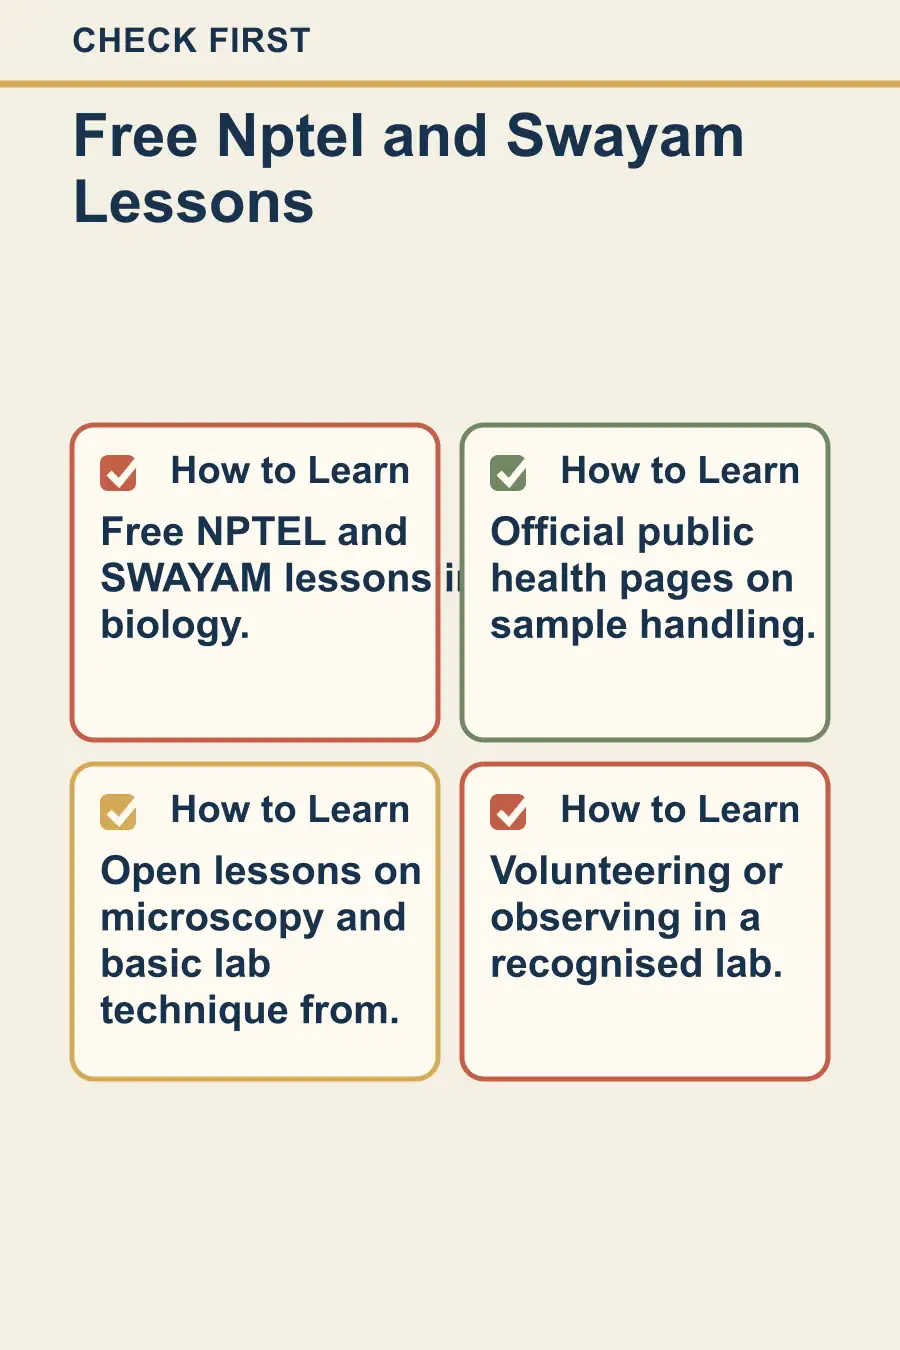 CHECK FIRST
Free Nptel and Swayam
Lessons
How to Learn
Free NPTEL and
SWAYAM lessons in
biology.
How to Learn
Official public
health pages on
sample handling.
How to Learn
Open lessons on
microscopy and
basic lab
technique from.
How to Learn
Volunteering or
observing in a
recognised lab.